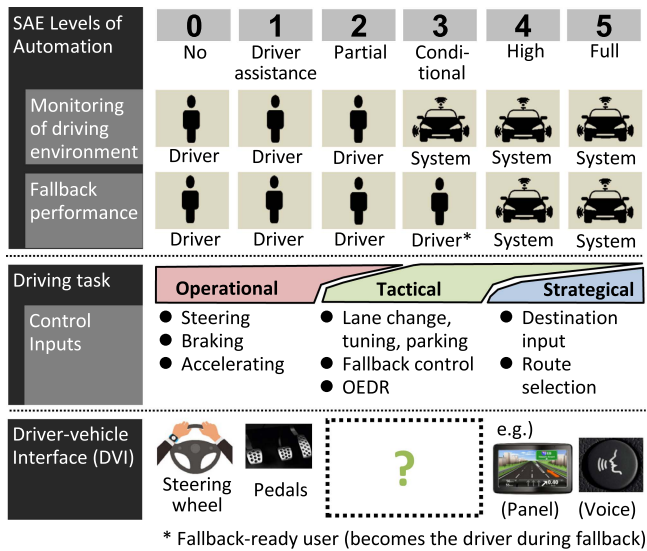 SAE Levels of
Automation
0 1 2 3 4 5
No Driver
assistance Partial Condi-
tional High Full
Monitoring
of driving
environment
Driver Driver Driver System System System
Fallback
performance
Driver Driver Driver Driver* System System
Driving task
Operational Tactical Strategical
Control
Inputs
● Steering
● Braking
● Accelerating
● Lane change,
tuning, parking
● Fallback control
● OEDR
● Destination
input
● Route
selection
Driver-vehicle
Interface (DVI)
Steering
wheel
Pedals
?
e.g.)
(Panel) (Voice)
* Fallback-ready user (becomes the driver during fallback)